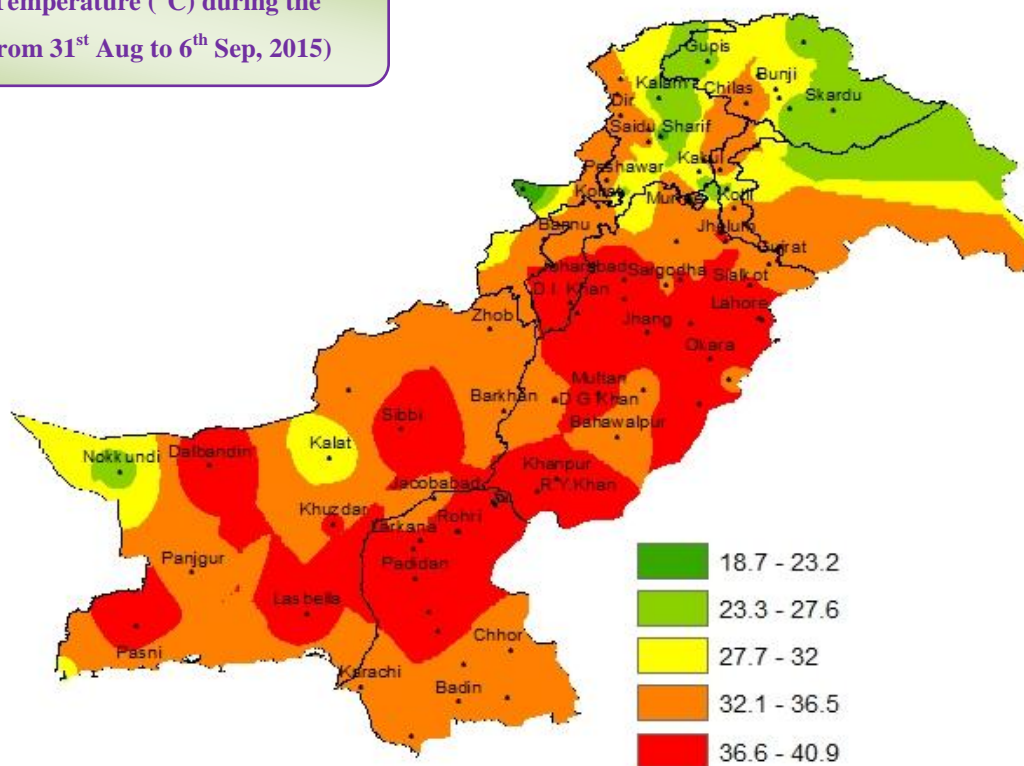 Temperature (°C) during the
rom 31st Aug to 6th Sep, 2015)
Gupis
Bunji
Kalam
Chilas
Skardu
Dir
Saidu Sharif
Peshawar
Kakul
Kohat
Murree
Kotli
Bannu
Jhelum
Gujrat
Sargodha
Sialkot
D.I. Khan
Lahore
Zhob
Jhang
Okara
Multan
Barkhan
D.G.Khan
Sibbi
Bahawalpur
Kalat
Nokkundi
Dalbandin
Khanpur
Jacobabad
R.Y.Khan
Khuzdar
Rohri
Larkana
Panjgur
Padidan
Lasbella
Chhor
Pasni
Karachi
Badin
18.7 - 23.2
23.3 - 27.6
27.7 - 32
32.1 - 36.5
36.6 - 40.9